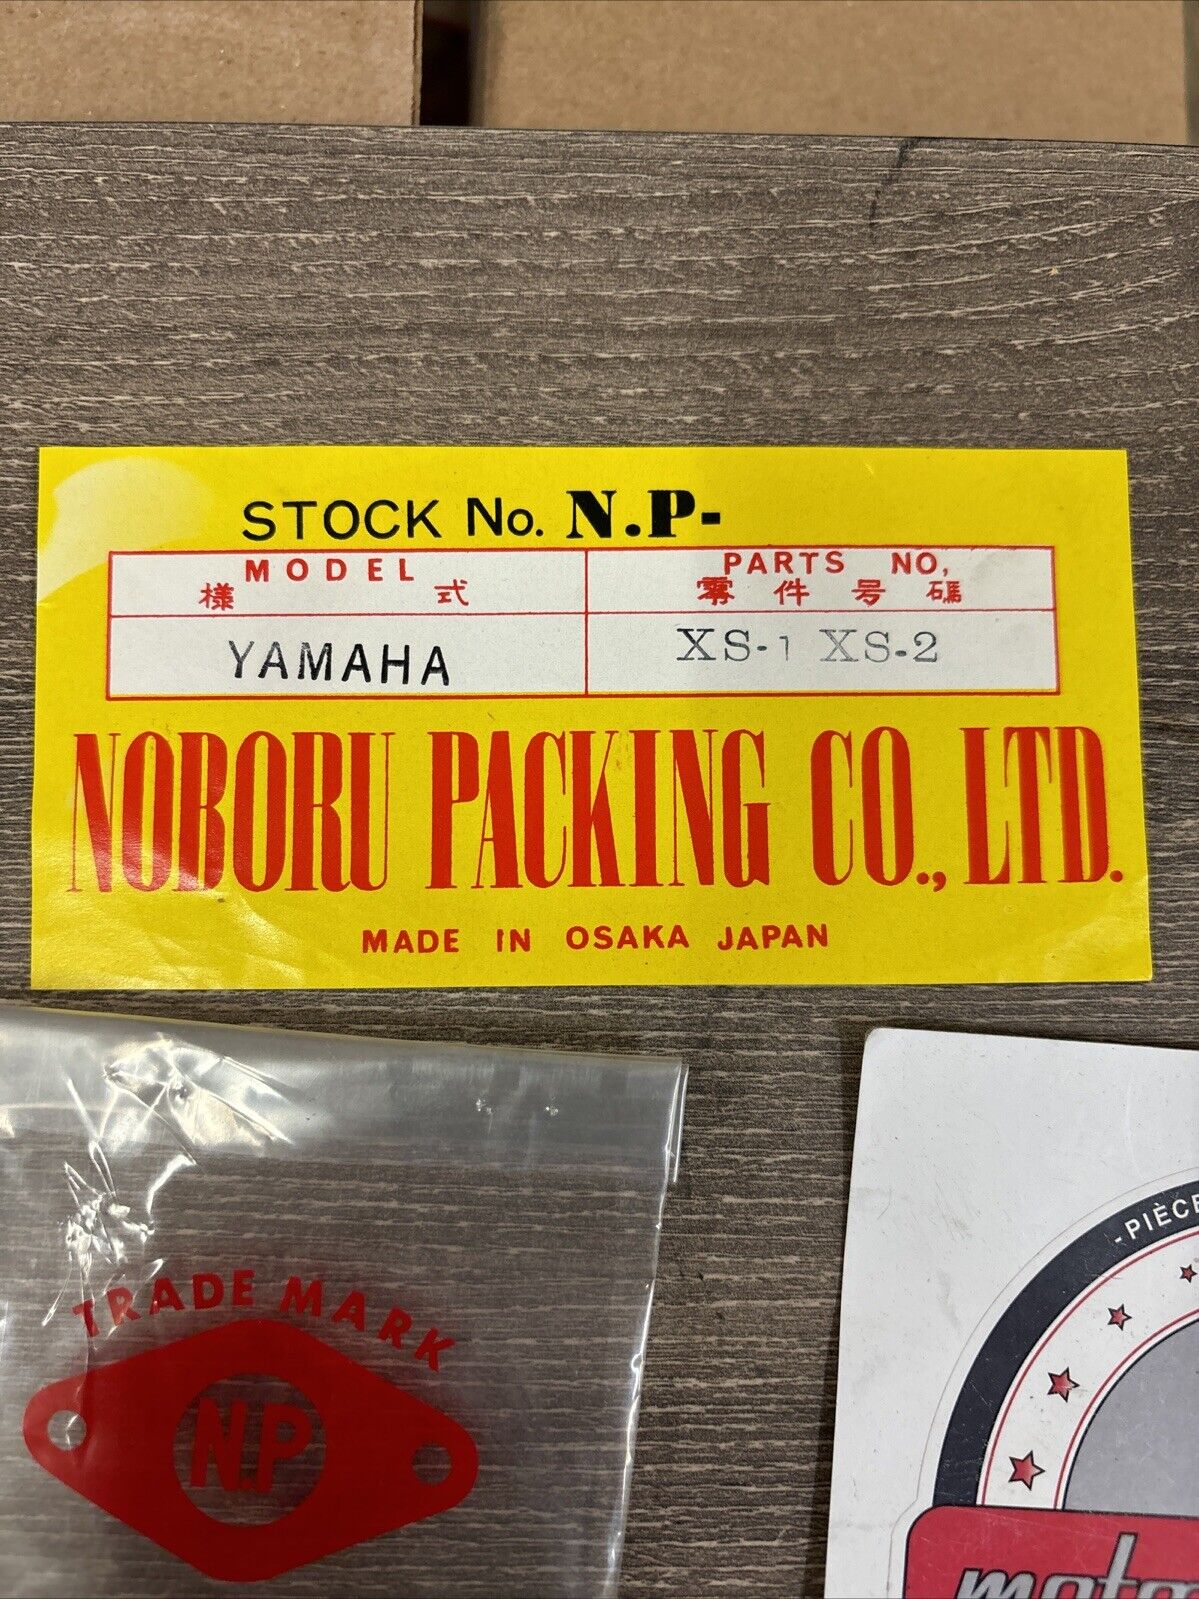 STOCK No. N.P-
MODEL
様 式
PARTS NO,
零 件 号 碼
YAMAHA
XS-1 XS-2
NOBORU PACKING CO., LTD.
MADE IN OSAKA JAPAN
TRADE MARK
N.P